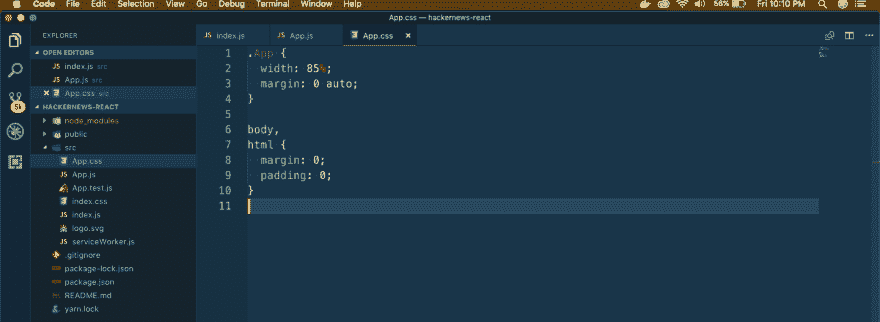 Code File Edit Selection View Go Debug Terminal Window Help 56% Fri 10:10 PM
App.css — hackernews-react
EXPLORER
OPEN EDITORS
JS index.js src
JS App.js src
App.css src
HACKERNEWS-REACT
node_modules
public
src
App.css
JS App.js
App.test.js
index.css
JS index.js
logo.svg
JS serviceWorker.js
.gitignore
package-lock.json
package.json
README.md
yarn.lock
5k
JS index.js JS App.js App.css
1 .App {
2 width: 85%;
3 margin: 0 auto;
4 }
5
6 body,
7 html {
8 margin: 0;
9 padding: 0;
10 }
11